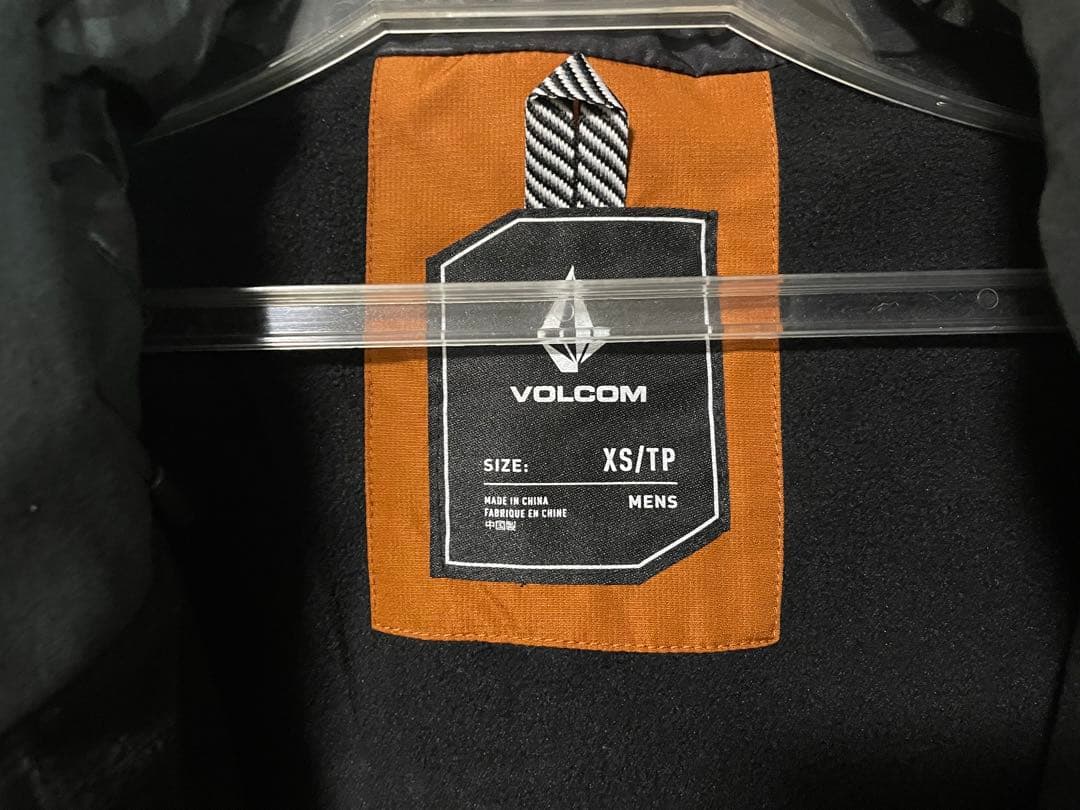 VOLCOM
SIZE: XS/TP
MADE IN CHINA
FABRIQUE EN CHINE
中国製
MENS